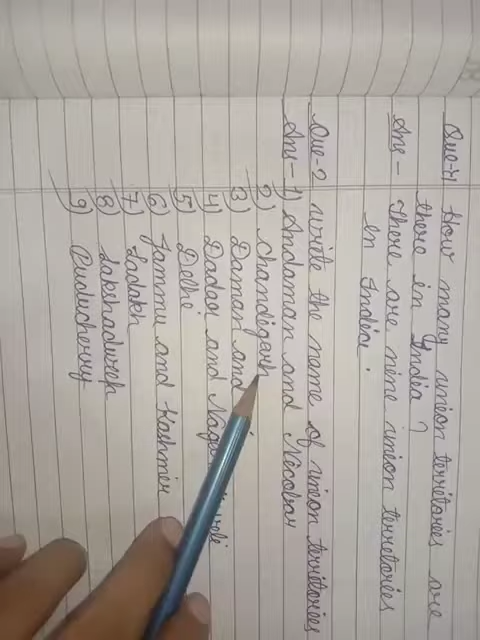 Que-1 How many union territories are
there in India ?
Ans - There are nine union territories
in India.
Que-2 write the name of union territories
Ans - 1) Andaman and Nicobar
2) Chandigarh
3) Daman and
4) Dadar and
5) Delhi
6) Jammu and Kashmir
7) Ladakh
8) Lakshadweep
9) Puducherry